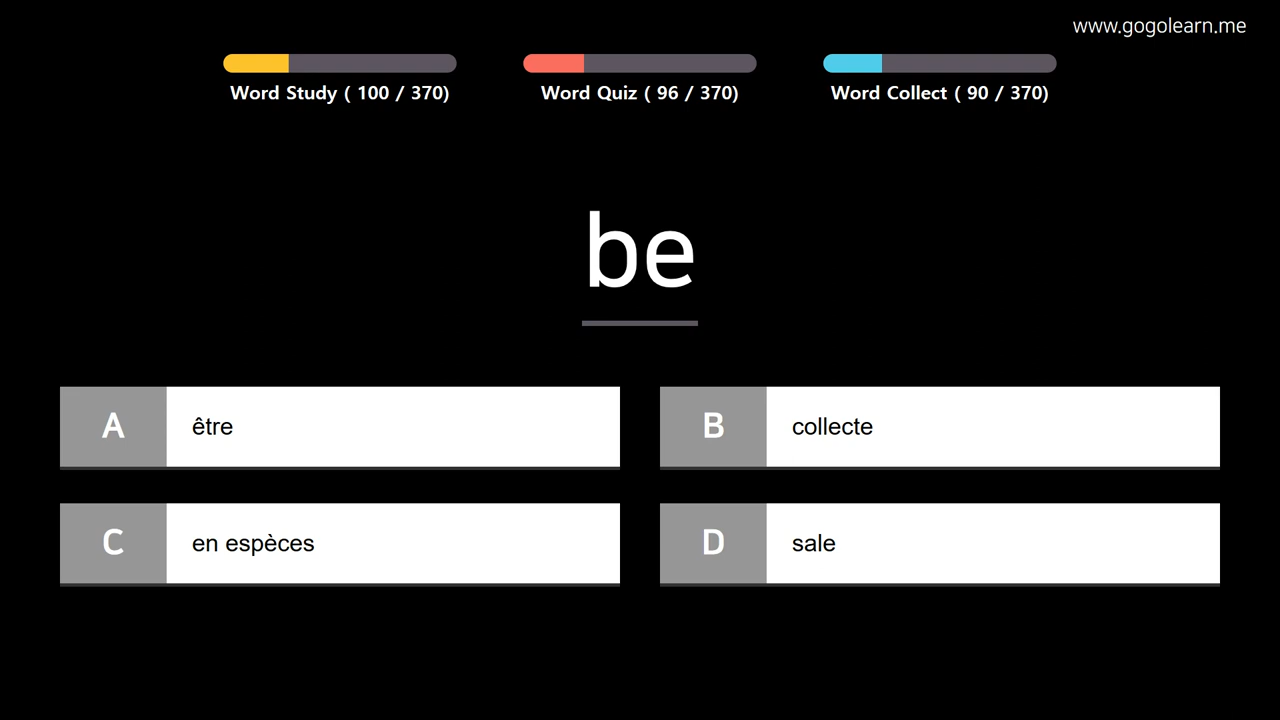 www.gogolearn.me
Word Study ( 100 / 370)
Word Quiz ( 96 / 370)
Word Collect ( 90 / 370)
be
A être
B collecte
C en espèces
D sale